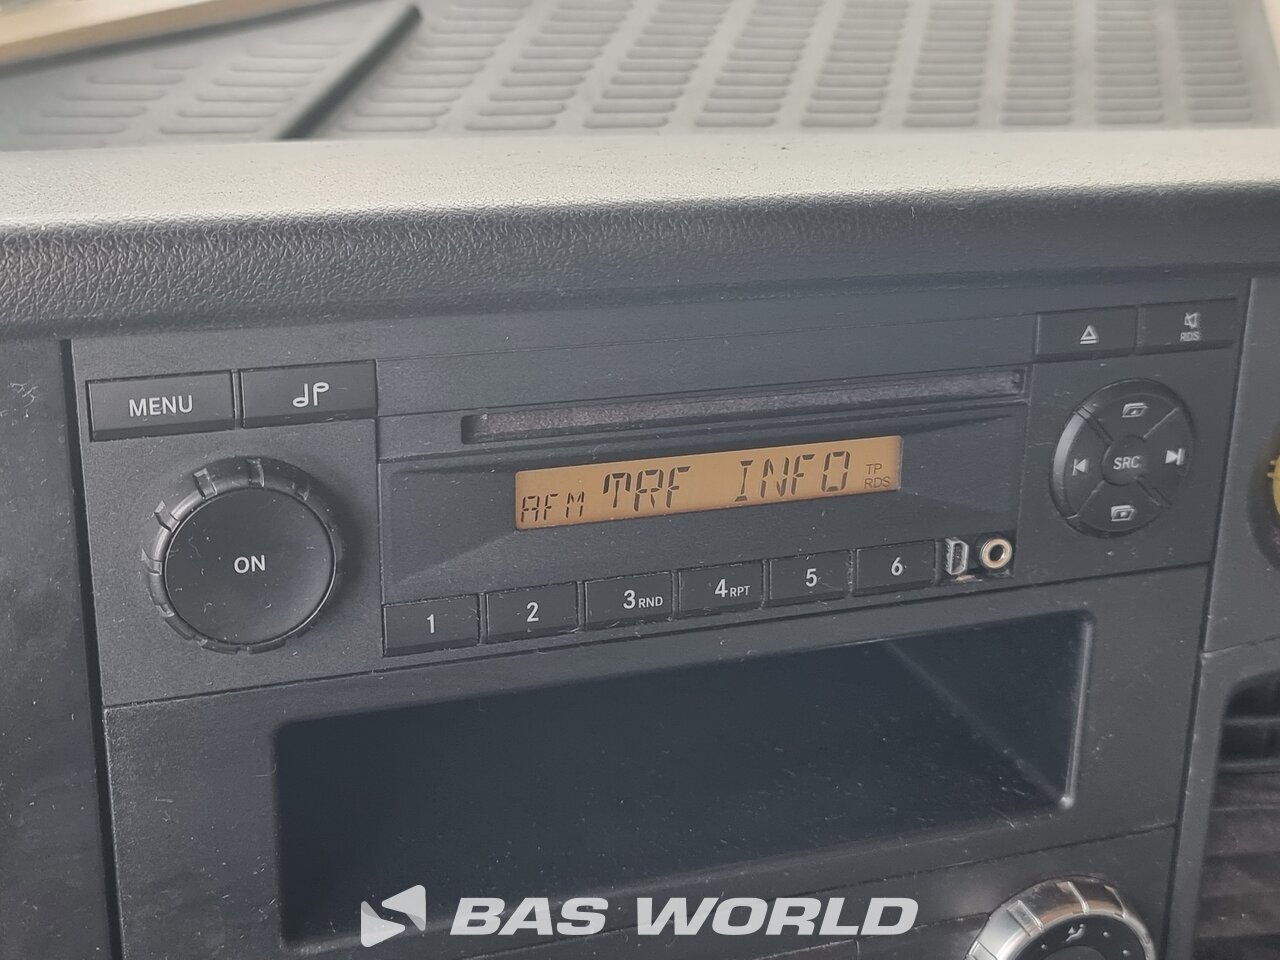 MENU
RDS
SRC
AFM TRF INFO TP
RDS
ON
1 2 3RND 4RPT 5 6
BAS WORLD